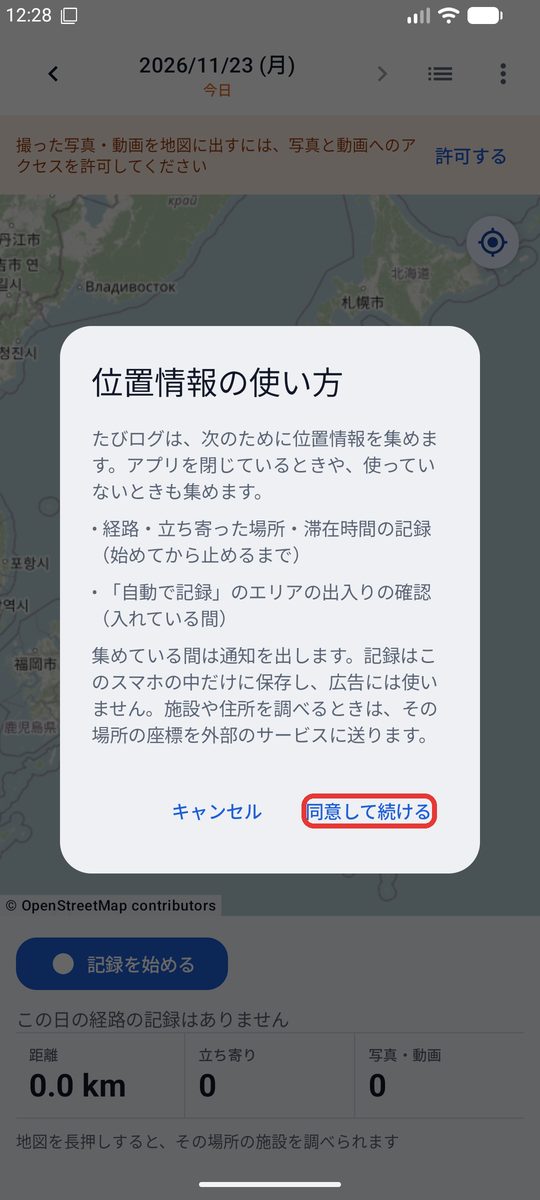 12:28
2026/11/23 (月)
今日
撮った写真・動画を地図に出すには、写真と動画へのア
クセスを許可してください
許可する
край
丹江市
吉市 연
길시
Владивосток
北海道
札幌市
청진시
位置情報の使い方
たびログは、次のために位置情報を集めま
す。アプリを閉じているときや、使ってい
ないときも集めます。
・経路・立ち寄った場所・滞在時間の記録
（始めてから止めるまで）
・「自動で記録」のエリアの出入りの確認
（入れている間）
集めている間は通知を出します。記録はこ
のスマホの中だけに保存し、広告には使い
ません。施設や住所を調べるときは、その
場所の座標を外部のサービスに送ります。
キャンセル
同意して続ける
포항시
역시
福岡市
鹿児島県
© OpenStreetMap contributors
記録を始める
この日の経路の記録はありません
距離
立ち寄り
写真・動画
0.0 km
0
0
地図を長押しすると、その場所の施設を調べられます